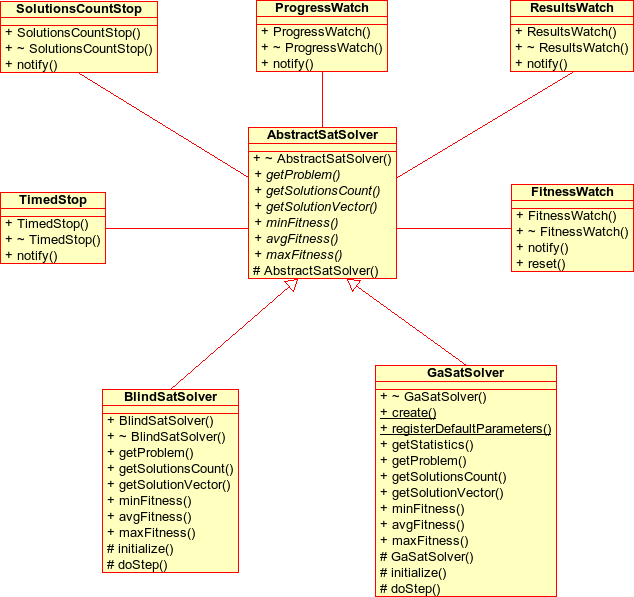 SolutionsCountStop
+ SolutionsCountStop()
+ ~ SolutionsCountStop()
+ notify()
ProgressWatch
+ ProgressWatch()
+ ~ ProgressWatch()
+ notify()
ResultsWatch
+ ResultsWatch()
+ ~ ResultsWatch()
+ notify()
AbstractSatSolver
+ ~ AbstractSatSolver()
+ getProblem()
+ getSolutionsCount()
+ getSolutionVector()
+ minFitness()
+ avgFitness()
+ maxFitness()
# AbstractSatSolver()
TimedStop
+ TimedStop()
+ ~ TimedStop()
+ notify()
FitnessWatch
+ FitnessWatch()
+ ~ FitnessWatch()
+ notify()
+ reset()
BlindSatSolver
+ BlindSatSolver()
+ ~ BlindSatSolver()
+ getProblem()
+ getSolutionsCount()
+ getSolutionVector()
+ minFitness()
+ avgFitness()
+ maxFitness()
# initialize()
# doStep()
GaSatSolver
+ ~ GaSatSolver()
+ create()
+ registerDefaultParameters()
+ getStatistics()
+ getProblem()
+ getSolutionsCount()
+ getSolutionVector()
+ minFitness()
+ avgFitness()
+ maxFitness()
# GaSatSolver()
# initialize()
# doStep()